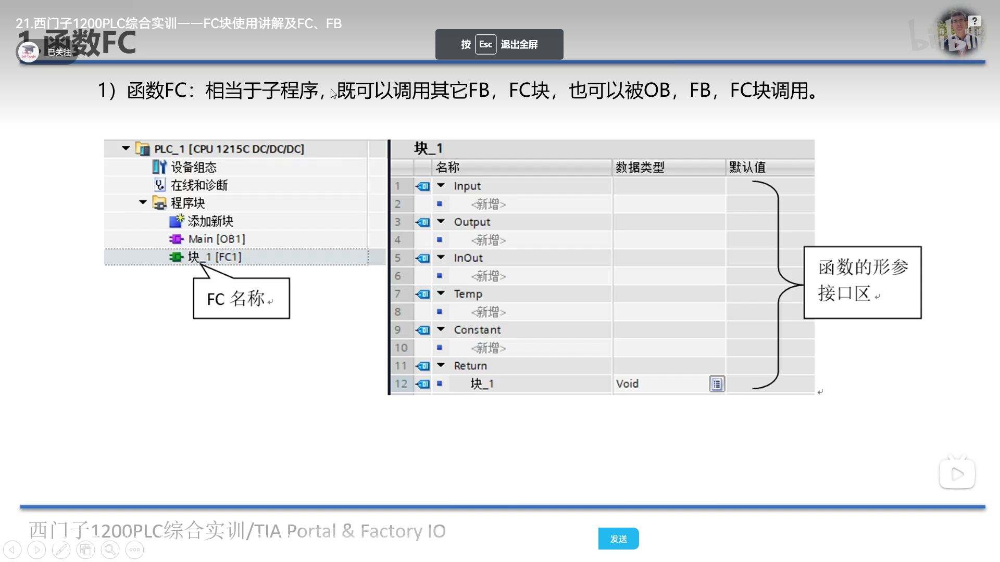 21.西门子1200PLC综合实训——FC块使用讲解及FC、FB
1.函数FC
已关注
按 Esc 退出全屏
?
bilibili
1）函数FC：相当于子程序，既可以调用其它FB，FC块，也可以被OB，FB，FC块调用。
PLC_1 [CPU 1215C DC/DC/DC]
设备组态
在线和诊断
程序块
添加新块
Main [OB1]
块_1 [FC1]
FC 名称
块_1
名称 数据类型 默认值
1 Input
2 <新增>
3 Output
4 <新增>
5 InOut
6 <新增>
7 Temp
8 <新增>
9 Constant
10 <新增>
11 Return
12 块_1 Void
函数的形参
接口区
西门子1200PLC综合实训/TIA Portal & Factory IO
发送